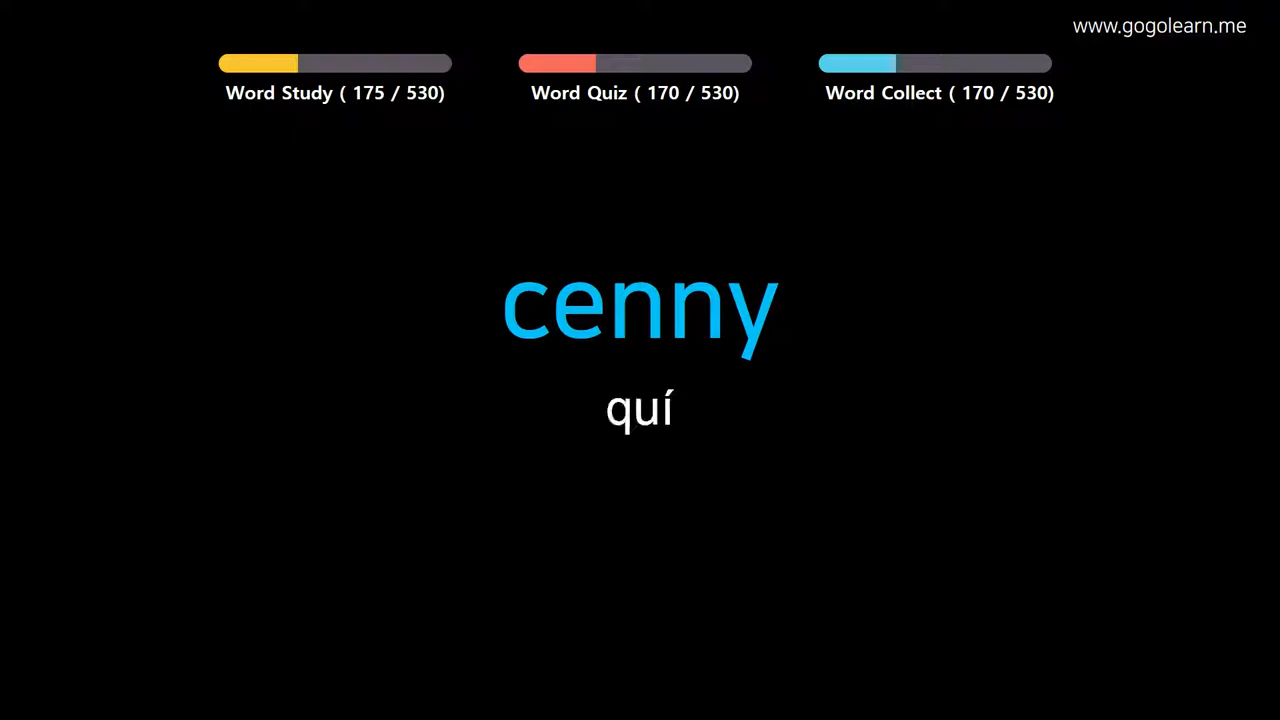 www.gogolearn.me
Word Study ( 175 / 530)
Word Quiz ( 170 / 530)
Word Collect ( 170 / 530)
cenny
quí